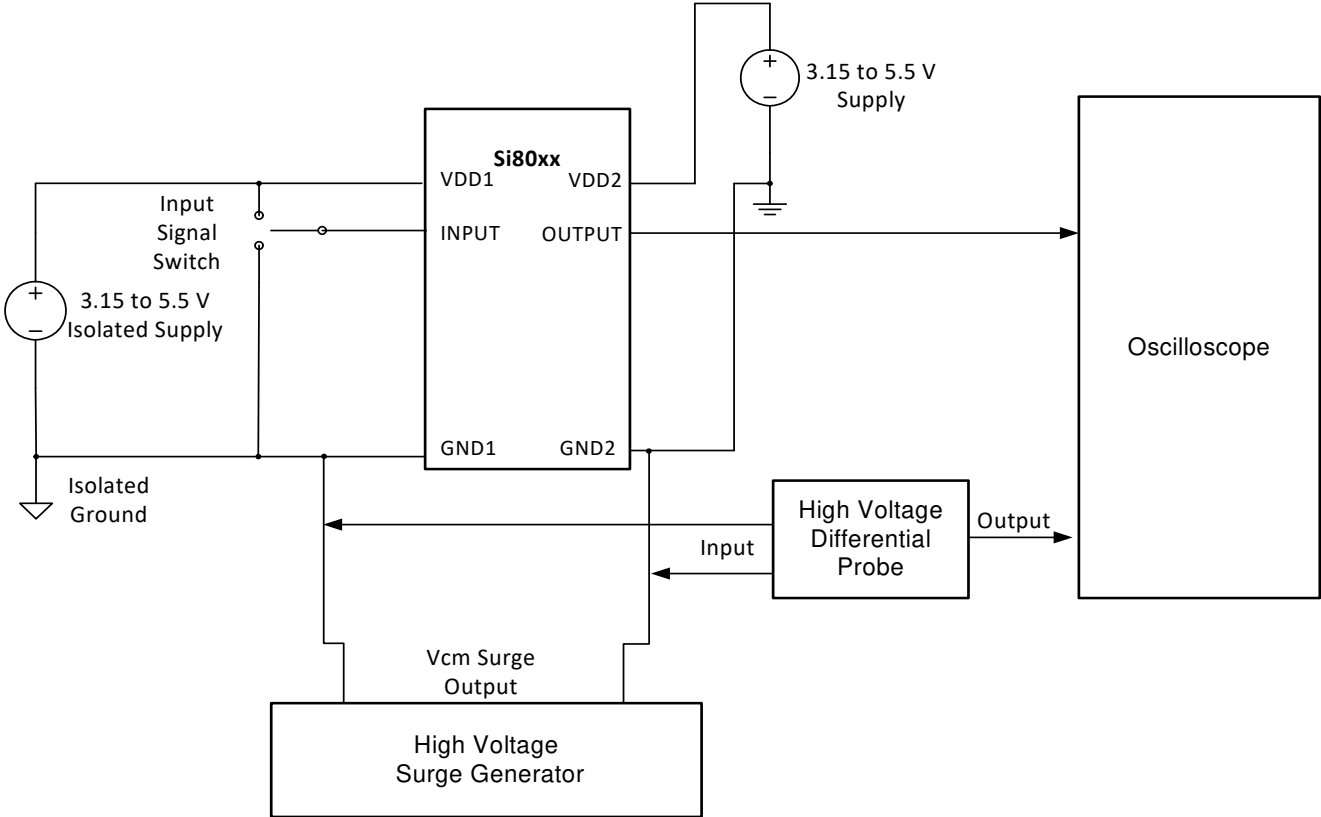 +
−
3.15 to 5.5 V
Supply
Si80xx
VDD1
VDD2
Input
Signal
Switch
INPUT
OUTPUT
+
−
3.15 to 5.5 V
Isolated Supply
Oscilloscope
GND1
GND2
Isolated
Ground
High Voltage
Differential
Probe
Output
Input
Vcm Surge
Output
High Voltage
Surge Generator